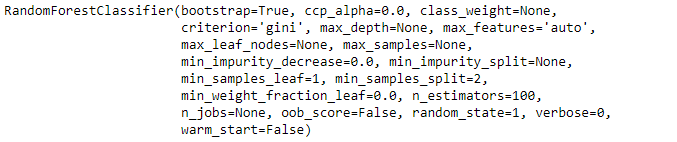 RandomForestClassifier(bootstrap=True, ccp_alpha=0.0, class_weight=None,
criterion='gini', max_depth=None, max_features='auto',
max_leaf_nodes=None, max_samples=None,
min_impurity_decrease=0.0, min_impurity_split=None,
min_samples_leaf=1, min_samples_split=2,
min_weight_fraction_leaf=0.0, n_estimators=100,
n_jobs=None, oob_score=False, random_state=1, verbose=0,
warm_start=False)